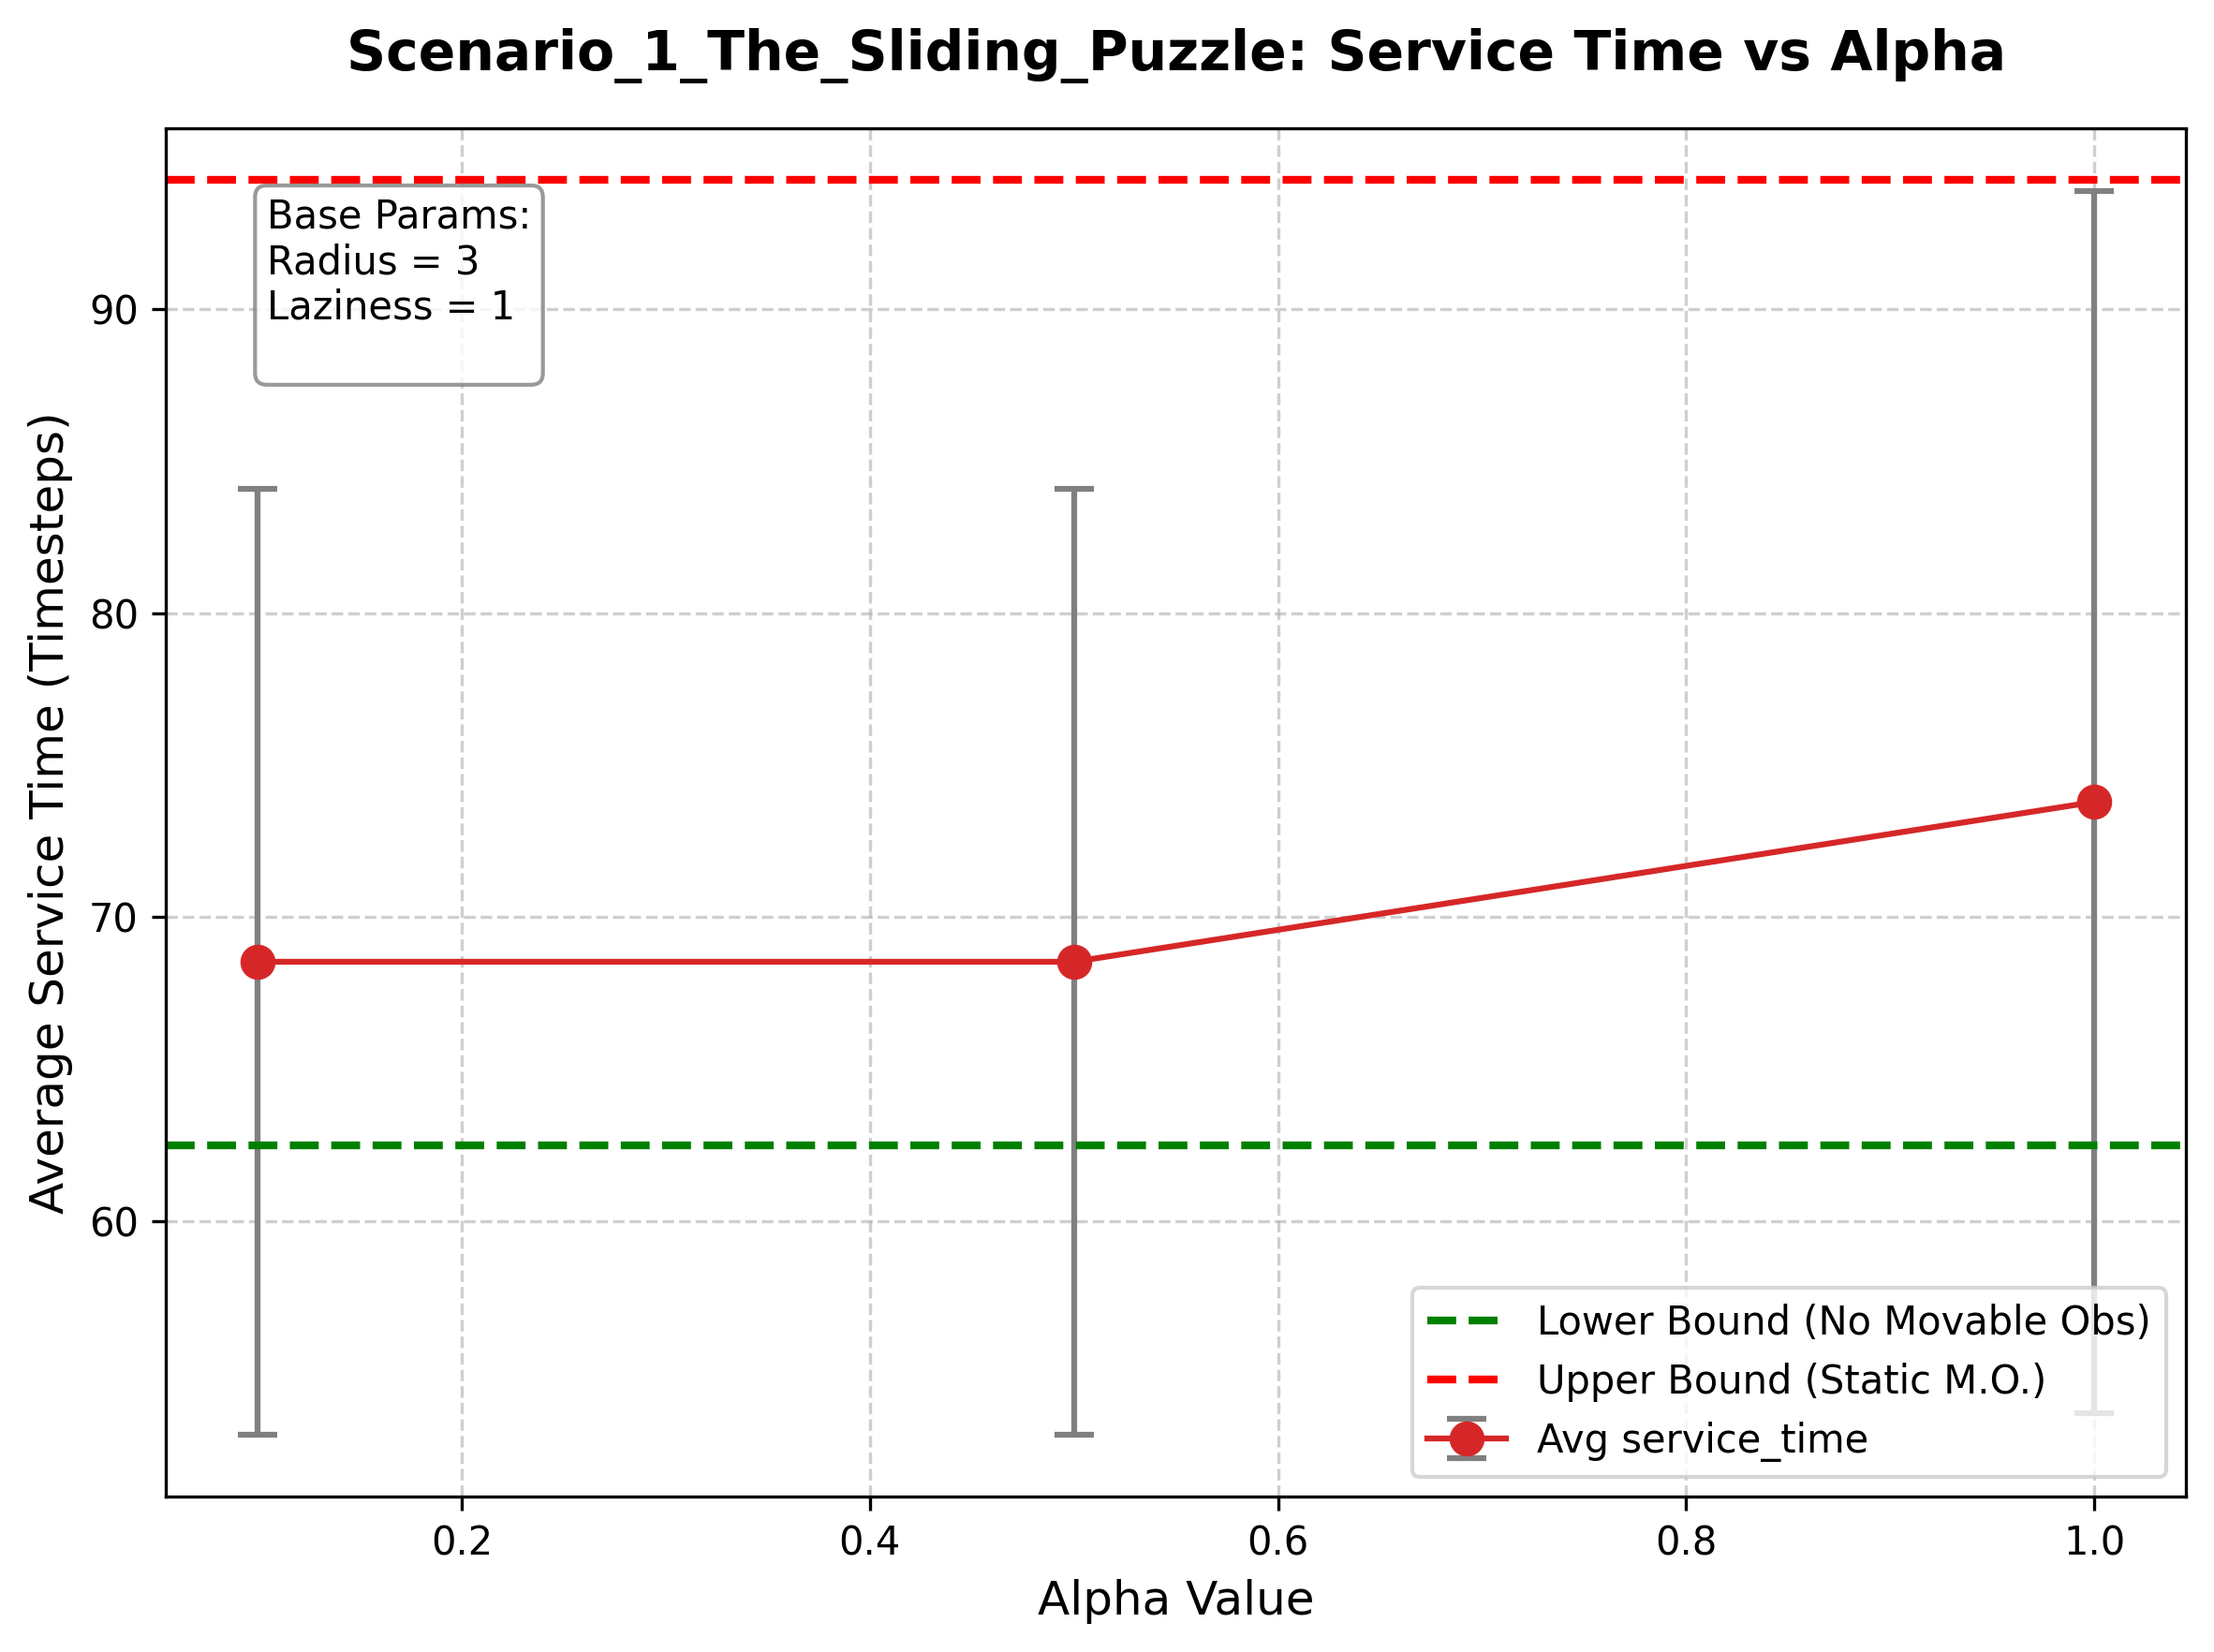 Scenario_1_The_Sliding_Puzzle: Service Time vs Alpha
Base Params:
Radius = 3
Laziness = 1
90
80
70
60
Average Service Time (Timesteps)
Lower Bound (No Movable Obs)
Upper Bound (Static M.O.)
Avg service_time
0.2 0.4 0.6 0.8 1.0
Alpha Value